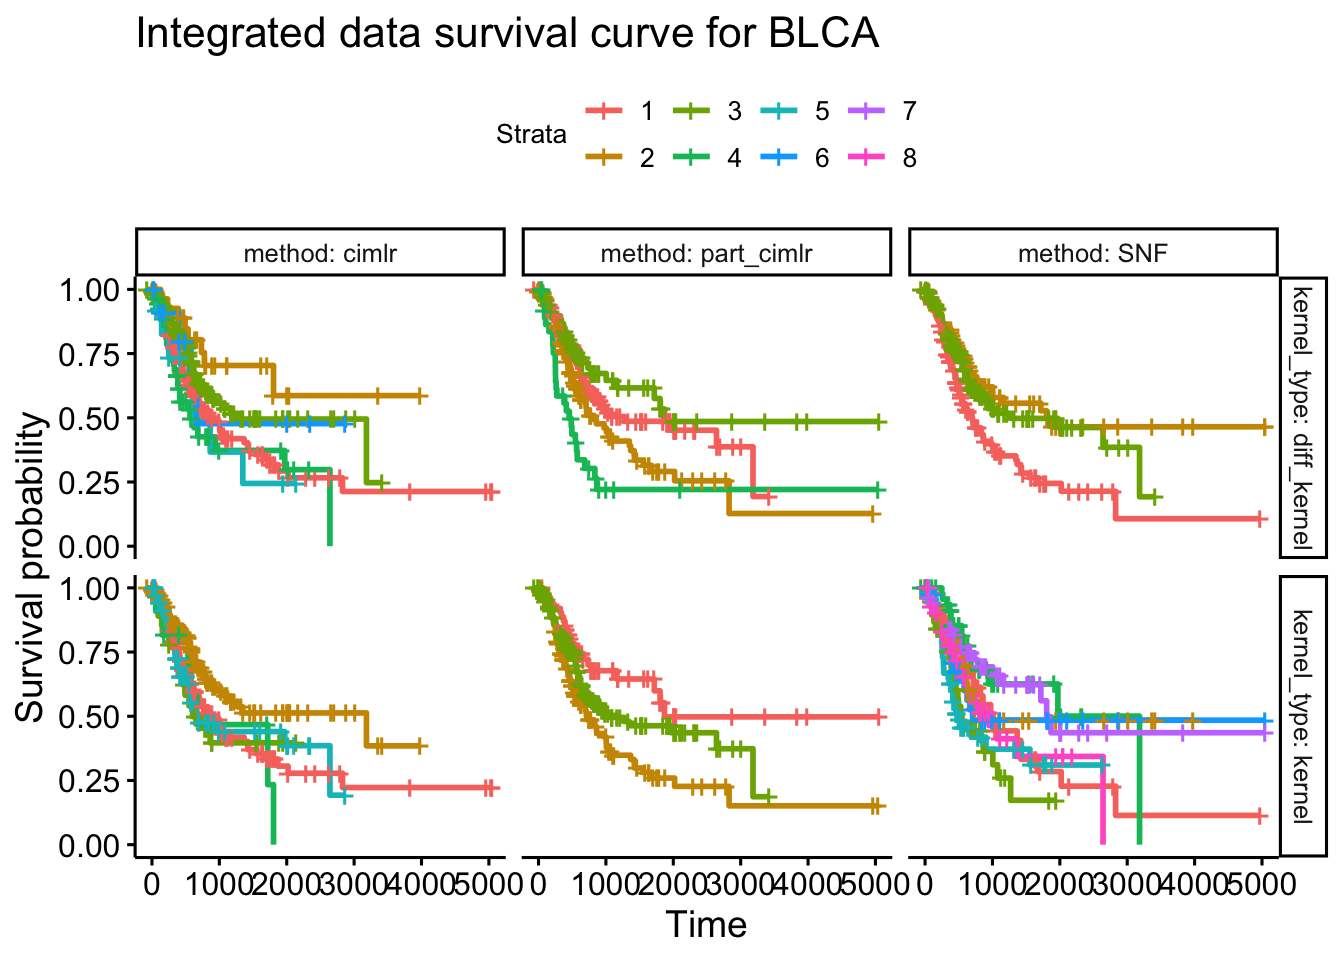 Integrated data survival curve for BLCA
Strata
1 3 5 7
2 4 6 8
method: cimlr
method: part_cimlr
method: SNF
kernel_type: diff_kernel
kernel_type: kernel
Survival probability
1.00
0.75
0.50
0.25
0.00
1.00
0.75
0.50
0.25
0.00
0 1000 2000 3000 4000 5000
0 1000 2000 3000 4000 5000
0 1000 2000 3000 4000 5000
Time